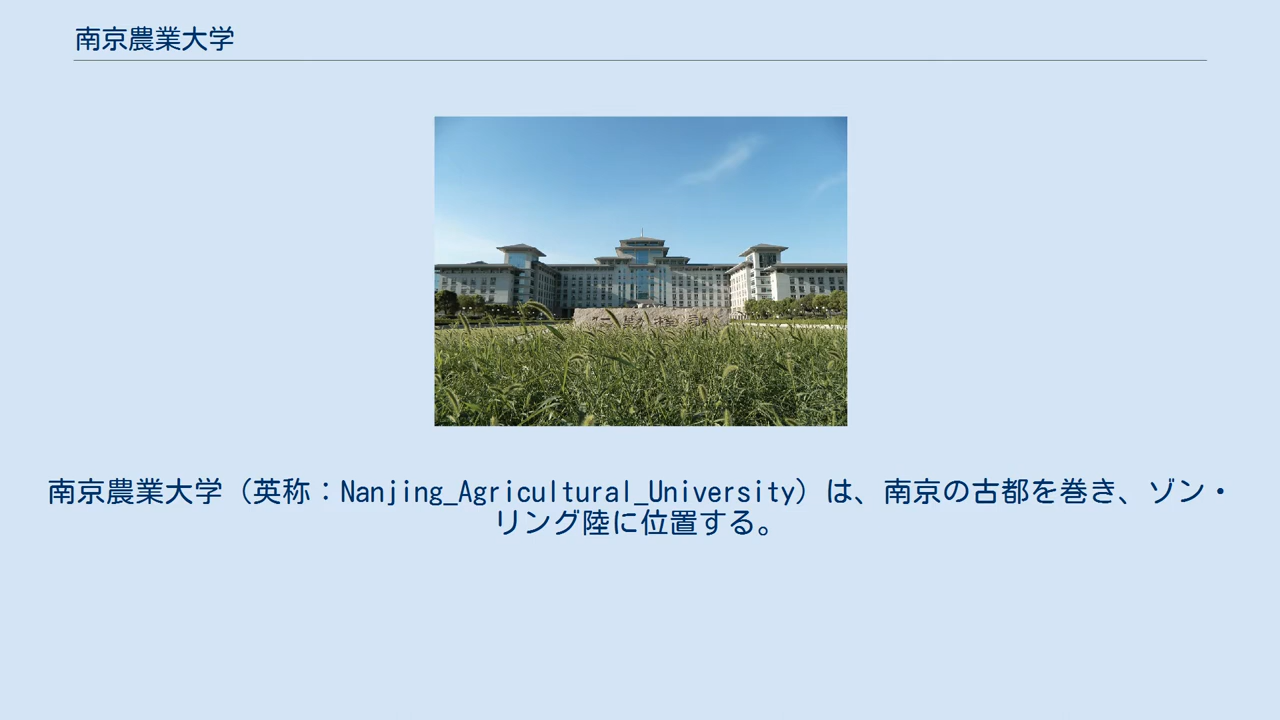 南京農業大学
南京農業大学（英称：Nanjing_Agricultural_University）は、南京の古都を巻き、ゾン・
リング陸に位置する。